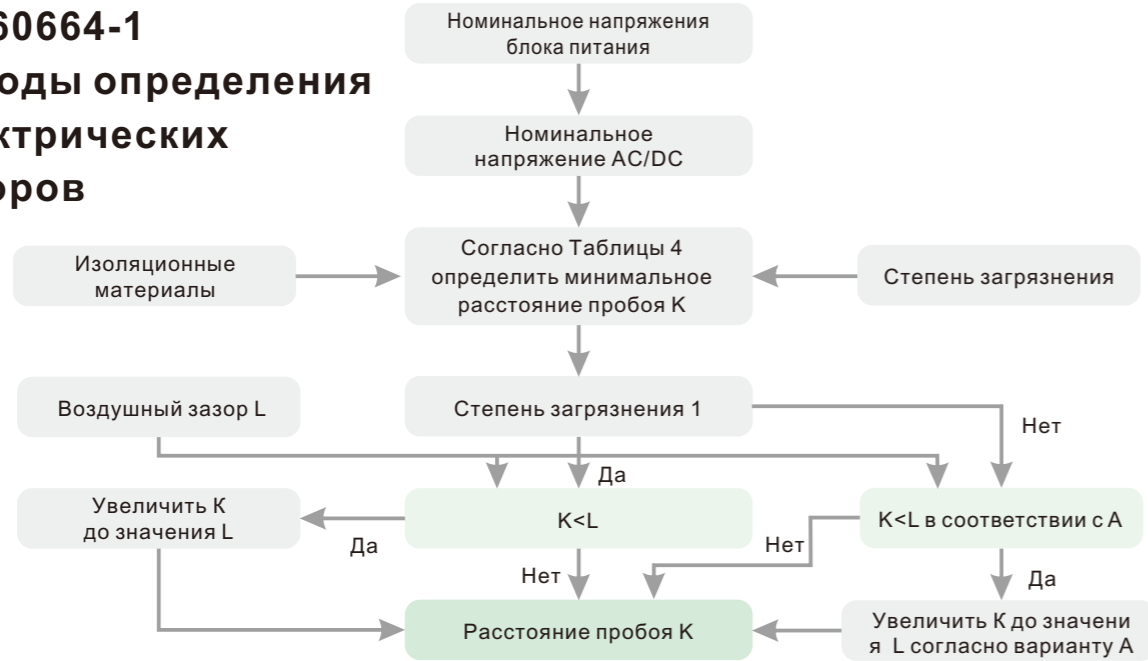 60664-1
оды определения
ктрических
оров
Номинальное напряжения
блока питания
Номинальное
напряжение AC/DC
Изоляционные
материалы
Согласно Таблицы 4
определить минимальное
расстояние пробоя K
Степень загрязнения
Воздушный зазор L
Степень загрязнения 1
Нет
Да
Увеличить К
до значения L
Да
K<L
Нет
K<L в соответствии с A
Нет
Да
Расстояние пробоя K
Увеличить К до значени
я L согласно варианту A